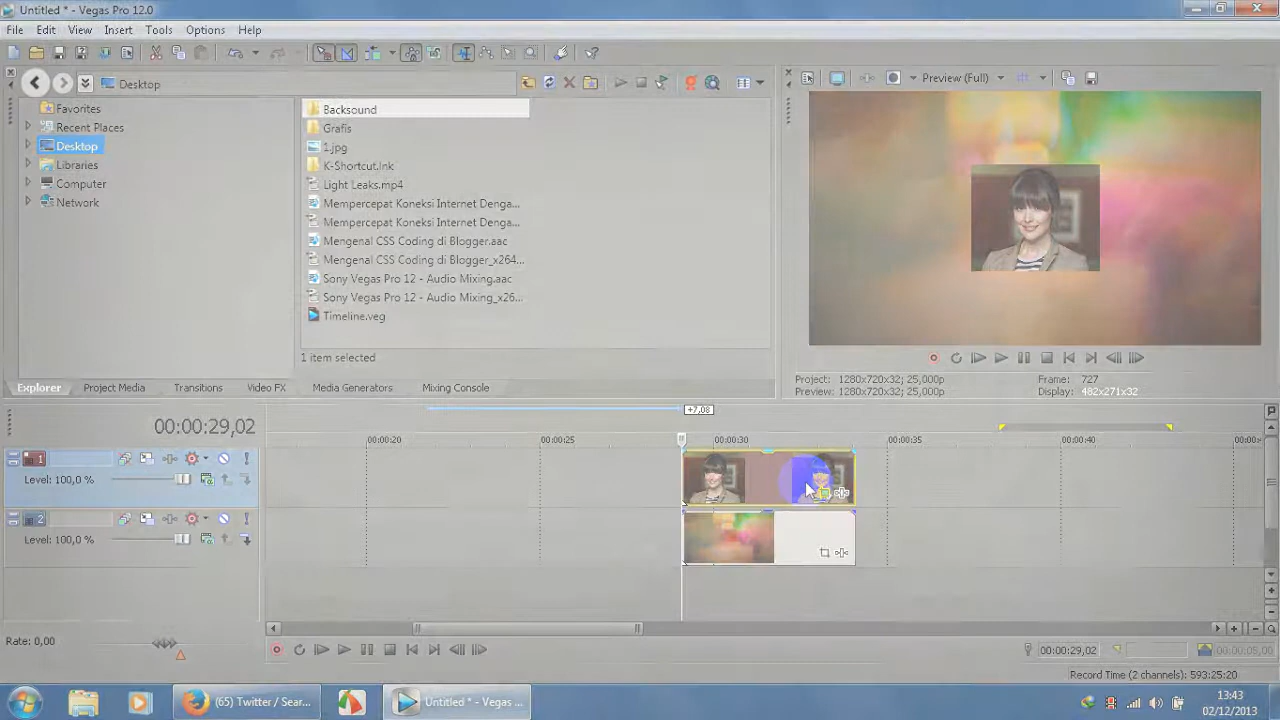 Untitled * - Vegas Pro 12.0
File Edit View Insert Tools Options Help
Desktop
Preview (Full)
Favorites
Recent Places
Desktop
Libraries
Computer
Network
Backsound
Grafis
1.jpg
K-Shortcut.lnk
Light Leaks.mp4
Mempercepat Koneksi Internet Denga...
Mempercepat Koneksi Internet Denga...
Mengenal CSS Coding di Blogger.aac
Mengenal CSS Coding di Blogger_x264...
Sony Vegas Pro 12 - Audio Mixing.aac
Sony Vegas Pro 12 - Audio Mixing_x26...
Timeline.veg
1 item selected
Explorer Project Media Transitions Video FX Media Generators Mixing Console
Project: 1280x720x32; 25,000p Frame: 727
Preview: 1280x720x32; 25,000p Display: 482x271x32
+7,08
00:00:29,02
00:00:20 00:00:25 00:00:30 00:00:35 00:00:40
1
Level: 100,0 %
2
Level: 100,0 %
Rate: 0,00
00:00:29,02 00:00:05,00
Record Time (2 channels): 593:25:20
(65) Twitter / Sear...
Untitled * - Vegas ...
13:43
02/12/2013